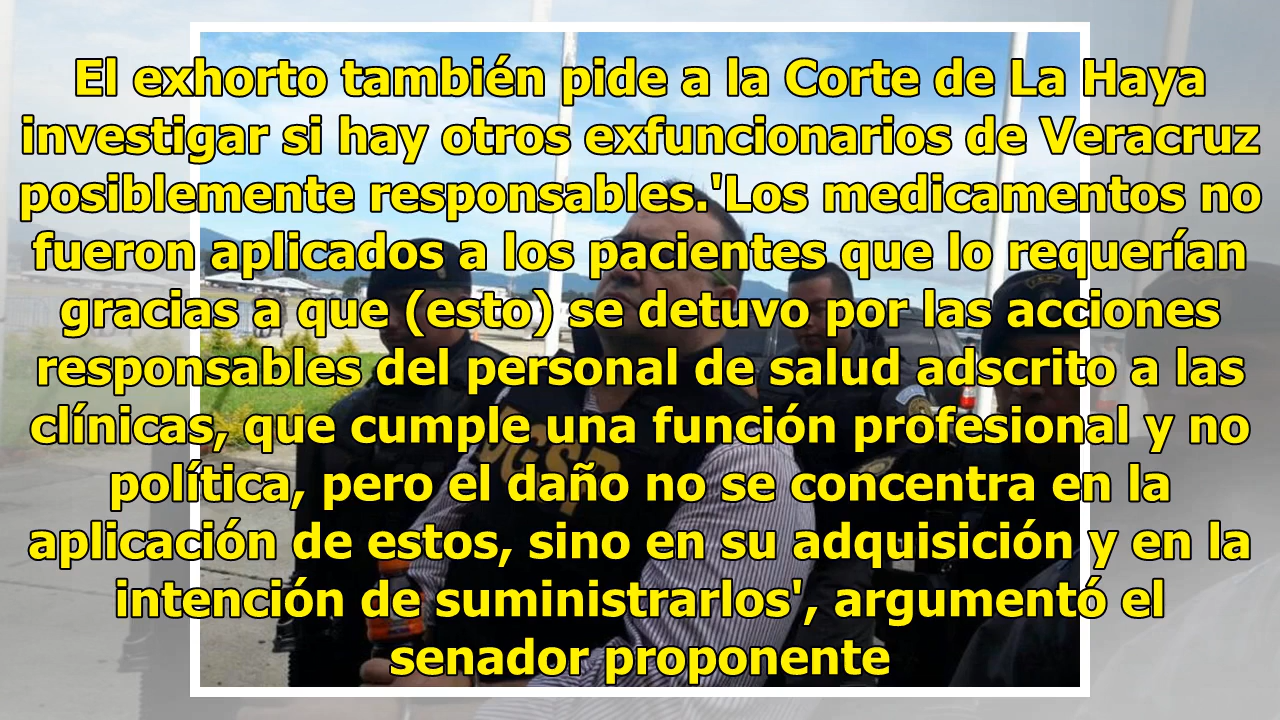 El exhorto también pide a la Corte de La Haya
investigar si hay otros exfuncionarios de Veracruz
posiblemente responsables.'Los medicamentos no
fueron aplicados a los pacientes que lo requerían
gracias a que (esto) se detuvo por las acciones
responsables del personal de salud adscrito a las
clínicas, que cumple una función profesional y no
política, pero el daño no se concentra en la
aplicación de estos, sino en su adquisición y en la
intención de suministrarlos', argumentó el
senador proponente